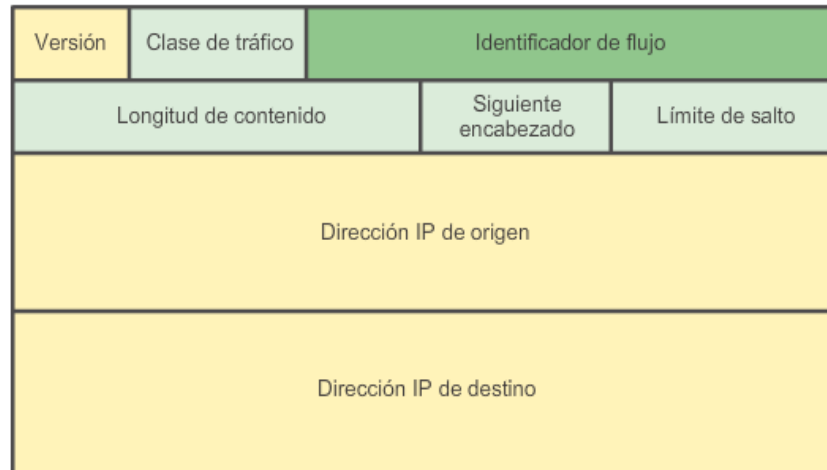 Versión
Clase de tráfico
Identificador de flujo
Longitud de contenido
Siguiente
encabezado
Límite de salto
Dirección IP de origen
Dirección IP de destino